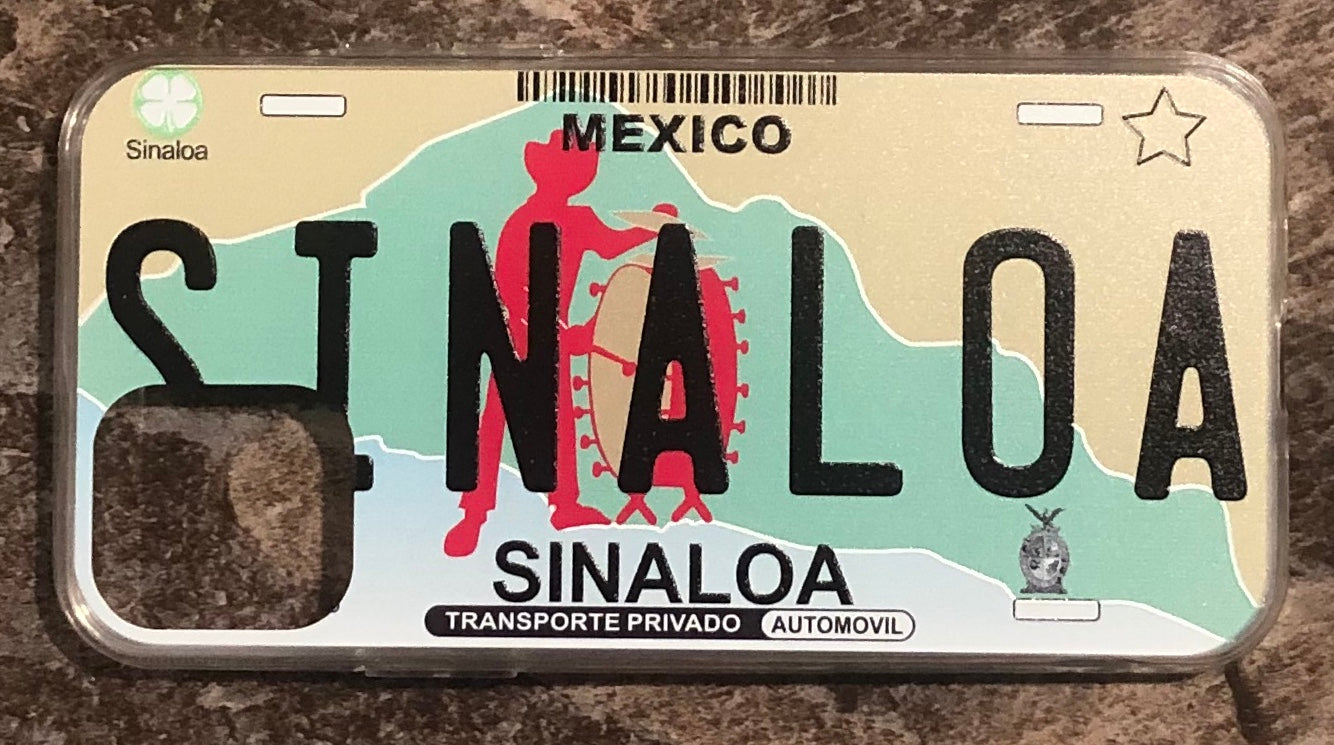 MEXICO
Sinaloa
SINALOA
SINALOA
TRANSPORTE PRIVADO AUTOMOVIL